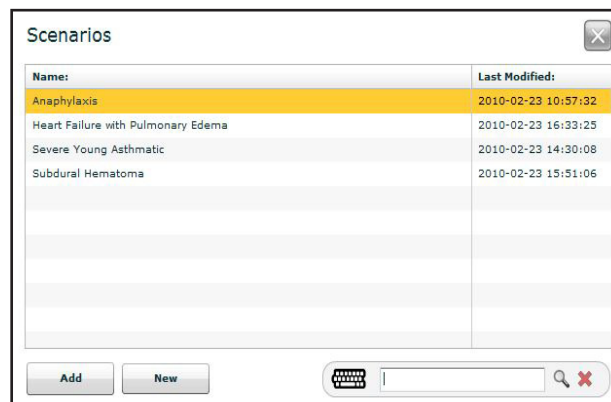 Scenarios
Name: Last Modified:
Anaphylaxis 2010-02-23 10:57:32
Heart Failure with Pulmonary Edema 2010-02-23 16:33:25
Severe Young Asthmatic 2010-02-23 14:30:08
Subdural Hematoma 2010-02-23 15:51:06
Add New